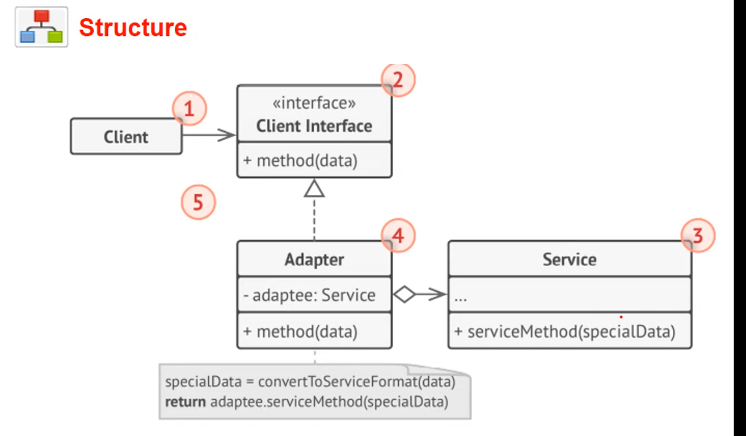 Structure
1
2
«interface»
Client
Client Interface
+ method(data)
5
4
3
Adapter
Service
- adaptee: Service
...
+ method(data)
+ serviceMethod(specialData)
specialData = convertToServiceFormat(data)
return adaptee.serviceMethod(specialData)